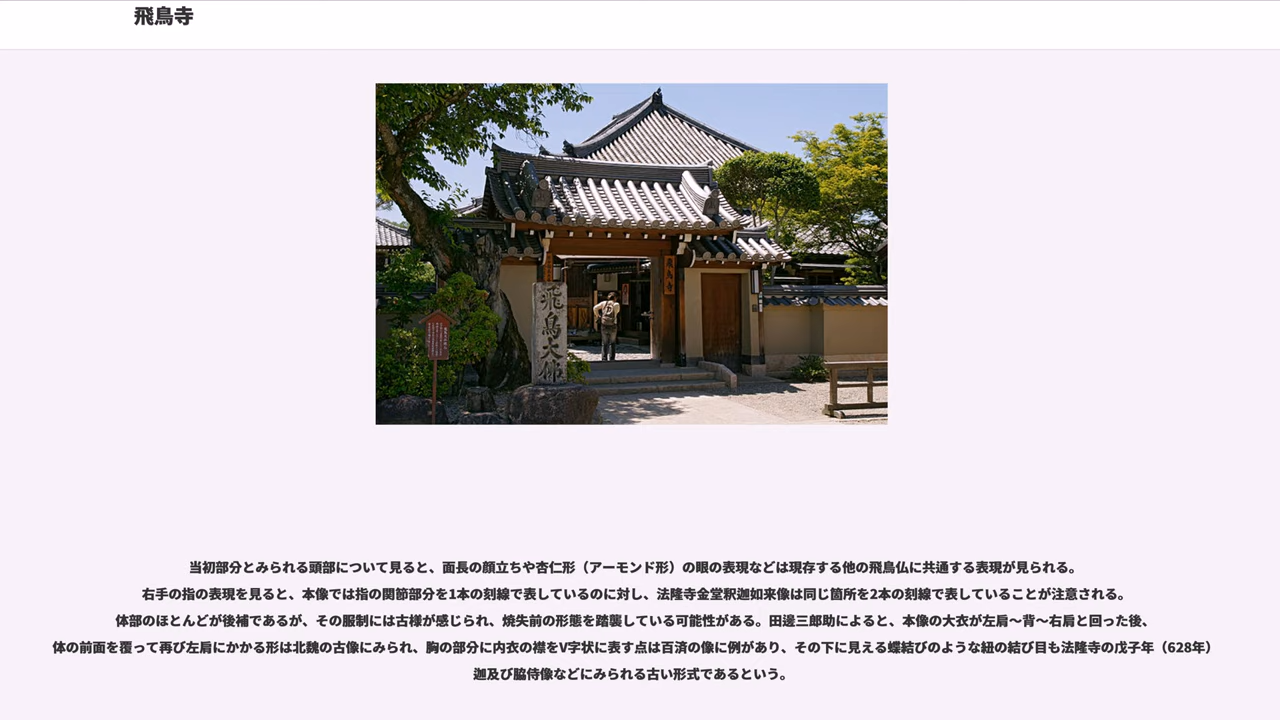 飛鳥寺
飛鳥寺
飛鳥大佛
当初部分とみられる頭部について見ると、面長の顔立ちや杏仁形（アーモンド形）の眼の表現などは現存する他の飛鳥仏に共通する表現が見られる。
右手の指の表現を見ると、本像では指の関節部分を1本の刻線で表しているのに対し、法隆寺金堂釈迦如来像は同じ箇所を2本の刻線で表していることが注意される。
体部のほとんどが後補であるが、その服制には古様が感じられ、焼失前の形態を踏襲している可能性がある。田邊三郎助によると、本像の大衣が左肩〜背〜右肩と回った後、
体の前面を覆って再び左肩にかかる形は北魏の古像にみられ、胸の部分に内衣の襟をV字状に表す点は百済の像に例があり、その下に見える蝶結びのような紐の結び目も法隆寺の戊子年（628年）
迦及び脇侍像などにみられる古い形式であるという。